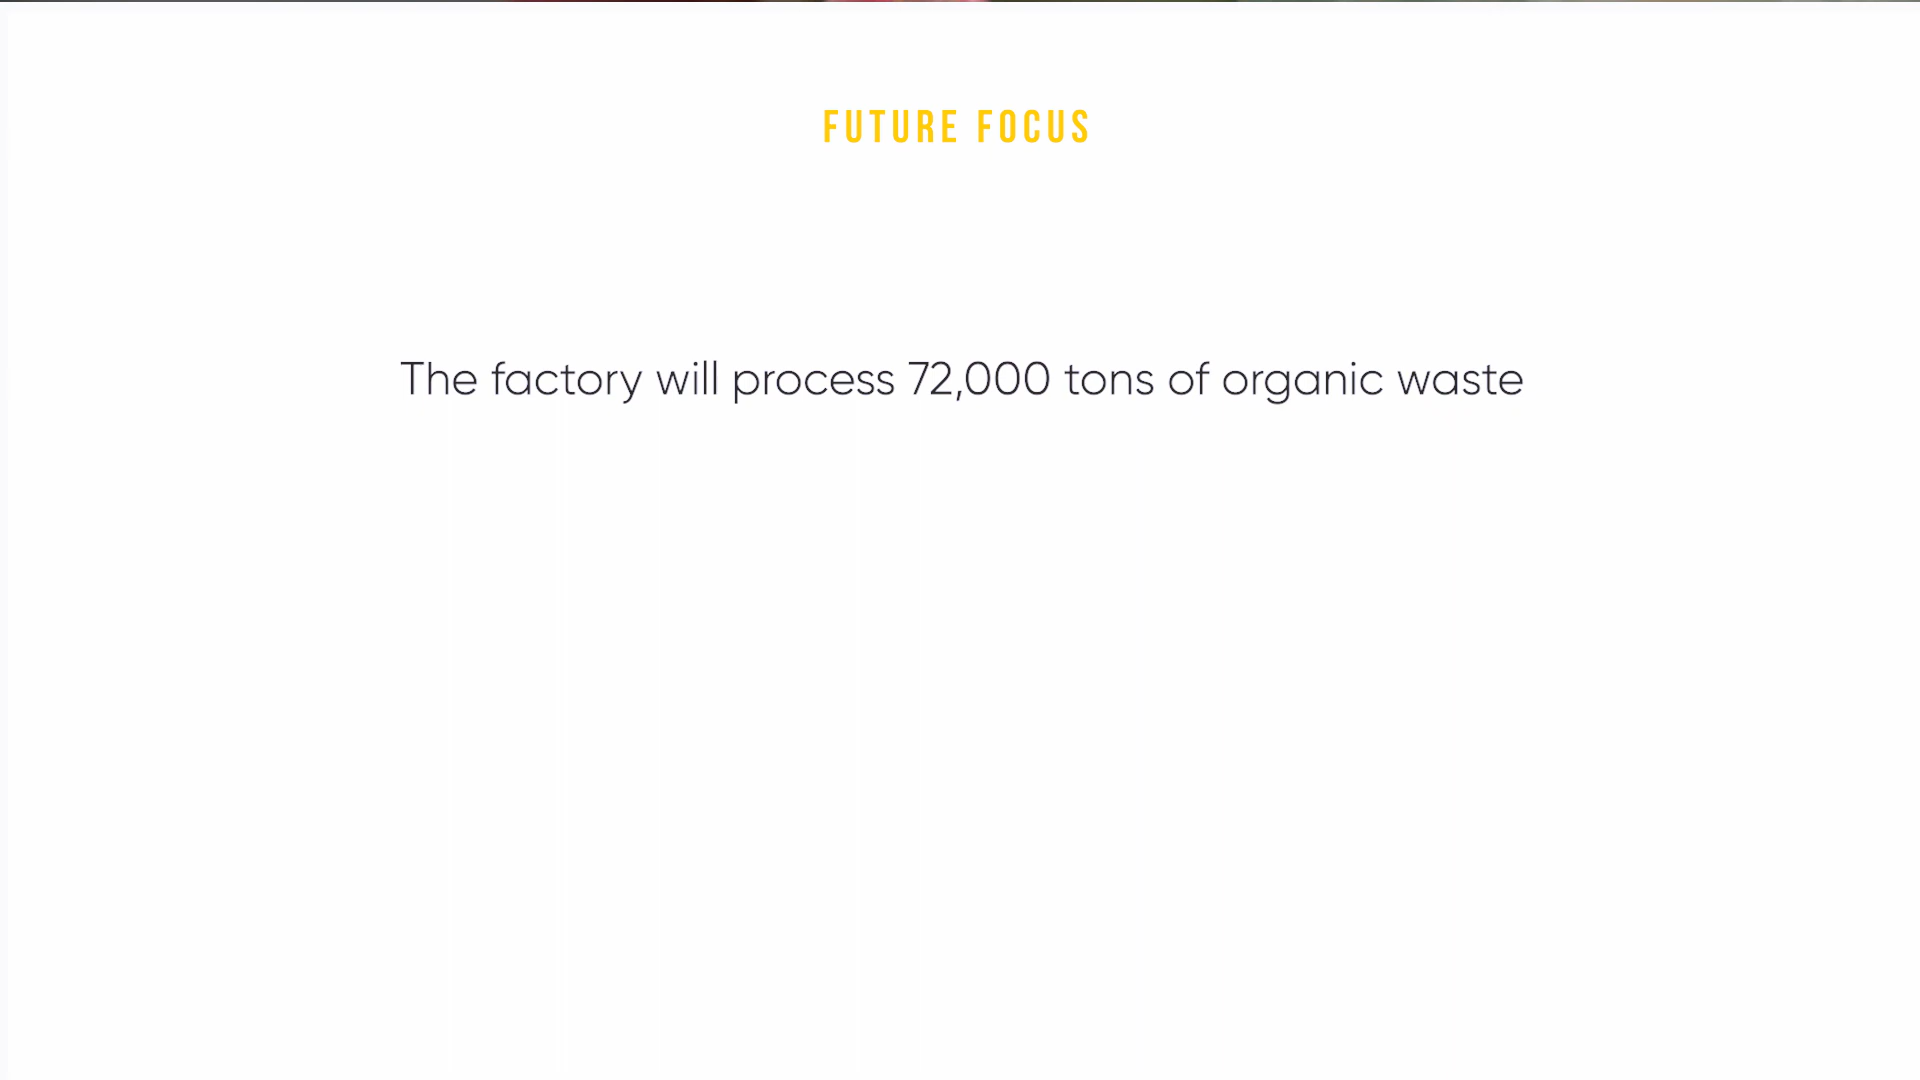 FUTURE FOCUS
The factory will process 72,000 tons of organic waste